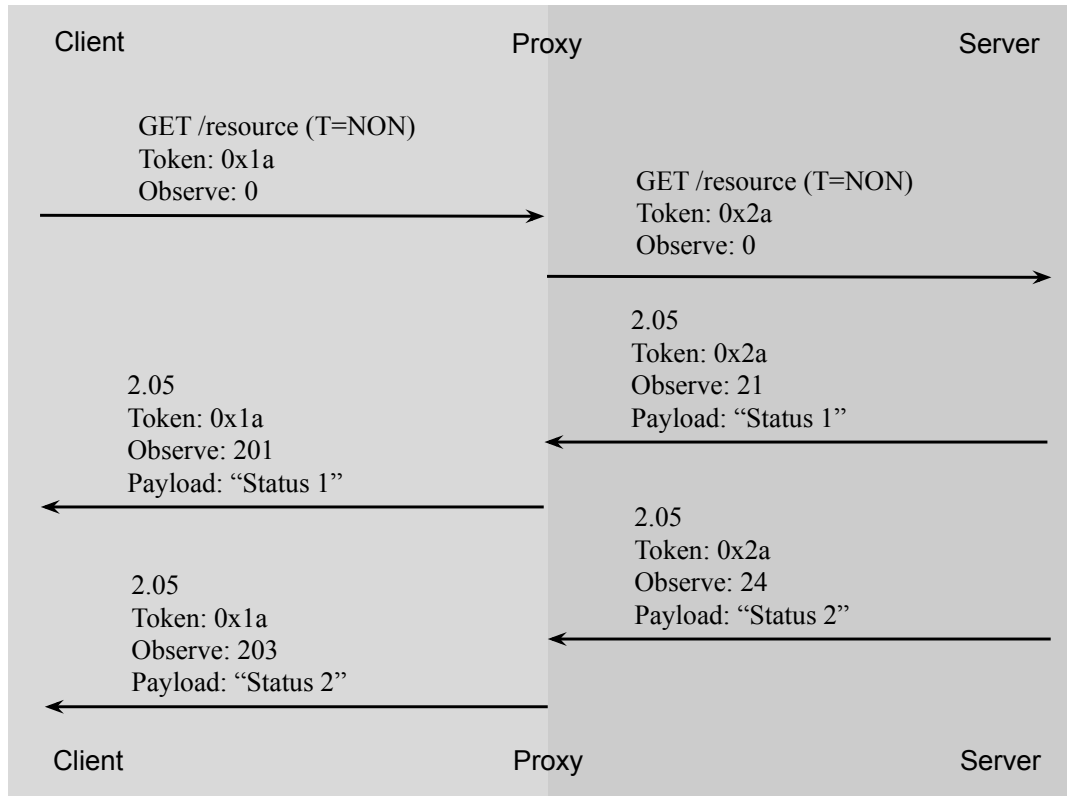 Client Proxy Server
GET /resource (T=NON)
Token: 0x1a
Observe: 0
GET /resource (T=NON)
Token: 0x2a
Observe: 0
2.05
Token: 0x2a
Observe: 21
Payload: “Status 1”
2.05
Token: 0x1a
Observe: 201
Payload: “Status 1”
2.05
Token: 0x2a
Observe: 24
Payload: “Status 2”
2.05
Token: 0x1a
Observe: 203
Payload: “Status 2”
Client Proxy Server